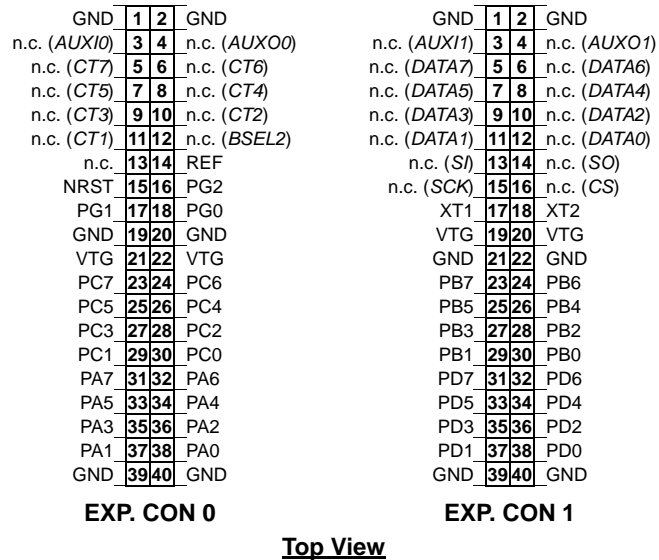 GND 1 2 GND
n.c. (AUXI0) 3 4 n.c. (AUXO0)
n.c. (CT7) 5 6 n.c. (CT6)
n.c. (CT5) 7 8 n.c. (CT4)
n.c. (CT3) 9 10 n.c. (CT2)
n.c. (CT1) 11 12 n.c. (BSEL2)
n.c. 13 14 REF
NRST 15 16 PG2
PG1 17 18 PG0
GND 19 20 GND
VTG 21 22 VTG
PC7 23 24 PC6
PC5 25 26 PC4
PC3 27 28 PC2
PC1 29 30 PC0
PA7 31 32 PA6
PA5 33 34 PA4
PA3 35 36 PA2
PA1 37 38 PA0
GND 39 40 GND
EXP. CON 0
GND 1 2 GND
n.c. (AUXI1) 3 4 n.c. (AUXO1)
n.c. (DATA7) 5 6 n.c. (DATA6)
n.c. (DATA5) 7 8 n.c. (DATA4)
n.c. (DATA3) 9 10 n.c. (DATA2)
n.c. (DATA1) 11 12 n.c. (DATA0)
n.c. (SI) 13 14 n.c. (SO)
n.c. (SCK) 15 16 n.c. (CS)
XT1 17 18 XT2
VTG 19 20 VTG
GND 21 22 GND
PB7 23 24 PB6
PB5 25 26 PB4
PB3 27 28 PB2
PB1 29 30 PB0
PD7 31 32 PD6
PD5 33 34 PD4
PD3 35 36 PD2
PD1 37 38 PD0
GND 39 40 GND
EXP. CON 1
Top View